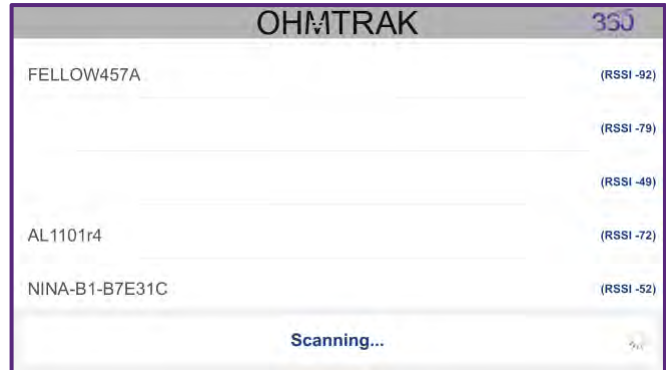 OHMTRAK 360
FELLOW457A (RSSI -92)
(RSSI -79)
(RSSI -49)
AL1101r4 (RSSI -72)
NINA-B1-B7E31C (RSSI -52)
Scanning...